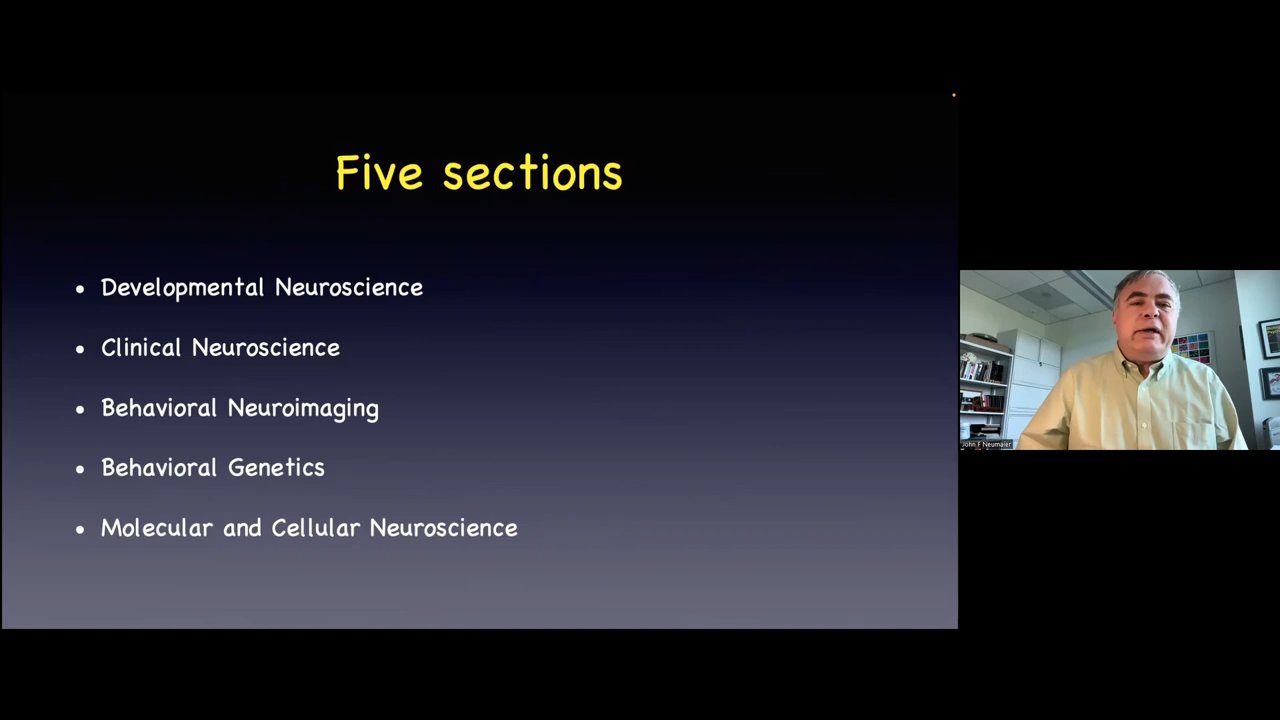 Five sections
• Developmental Neuroscience
• Clinical Neuroscience
• Behavioral Neuroimaging
• Behavioral Genetics
• Molecular and Cellular Neuroscience
John F Neumaier